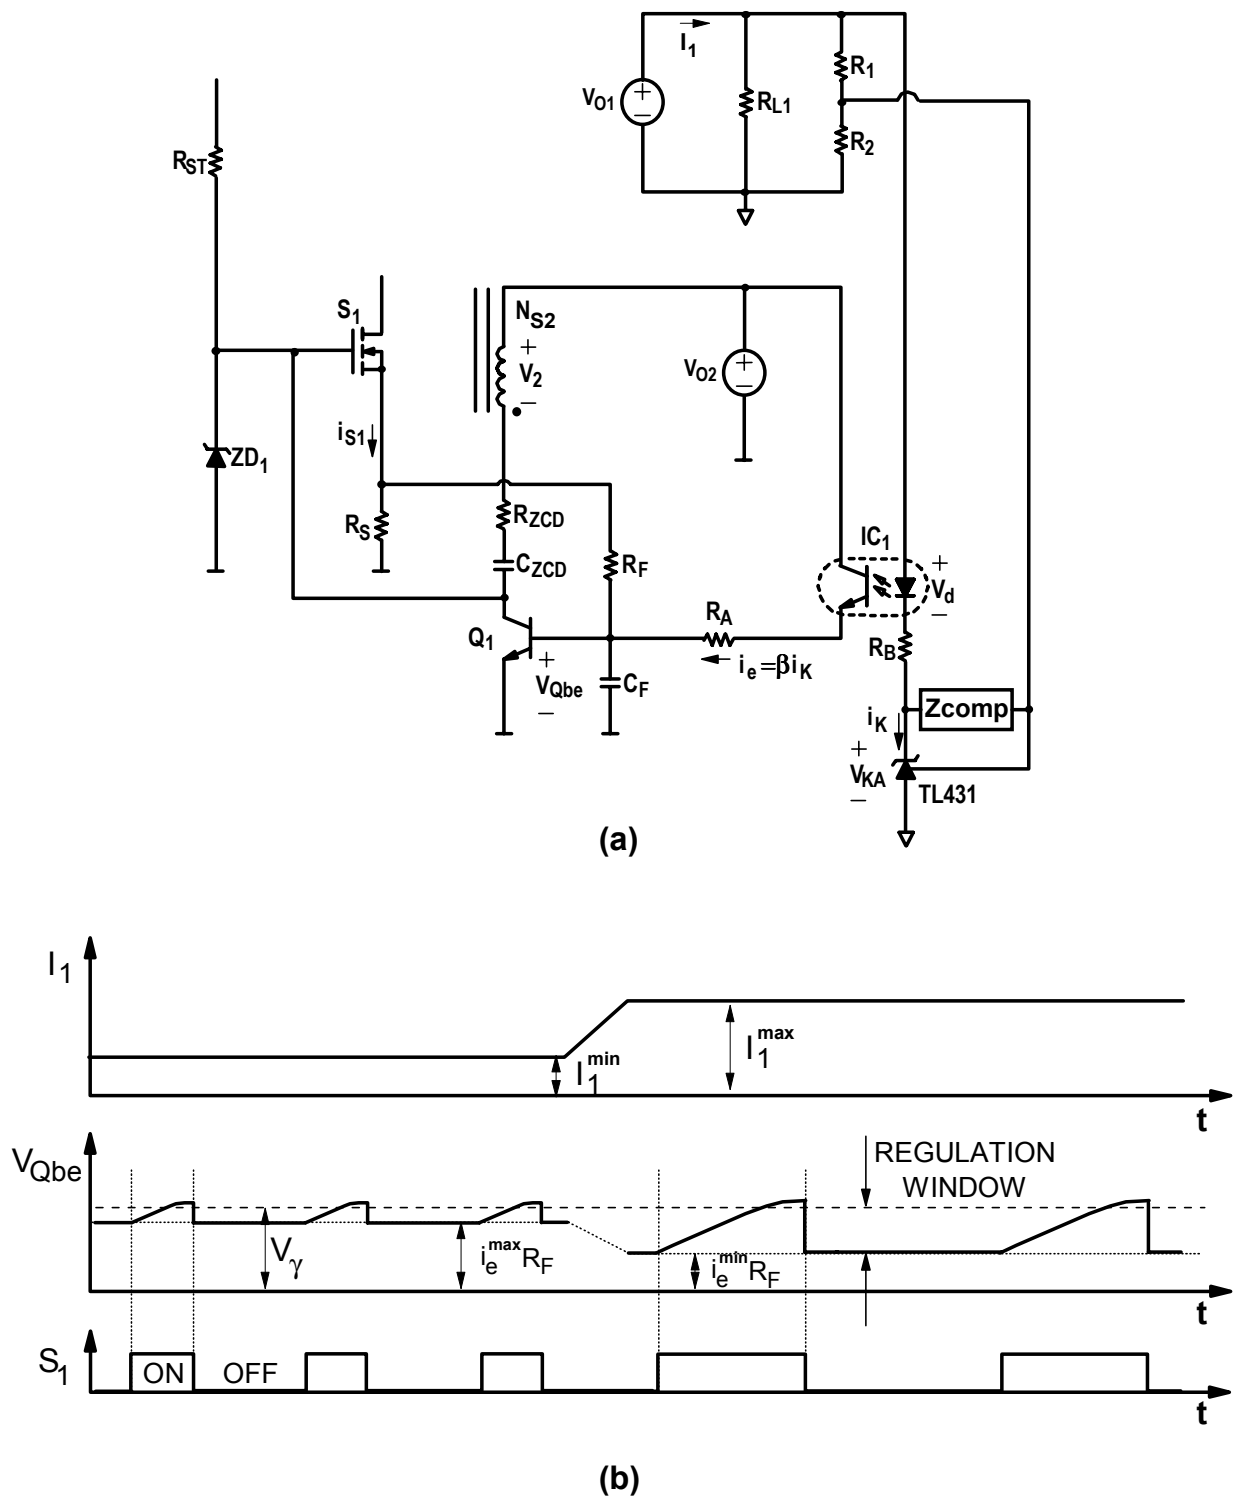 I1
VO1
+
−
RL1
R1
R2
RST
S1
NS2
+
V2
−
VO2
+
−
iS1
ZD1
RS
RZCD
CZCD
RF
IC1
+
Vd
−
RA
RB
Q1
+
VQbe
−
CF
ie=βiK
iK
Zcomp
+
VKA
−
TL431
(a)
I1
I1min
I1max
t
VQbe
REGULATION
WINDOW
Vγ
iemaxRF
ieminRF
t
S1
ON
OFF
t
(b)